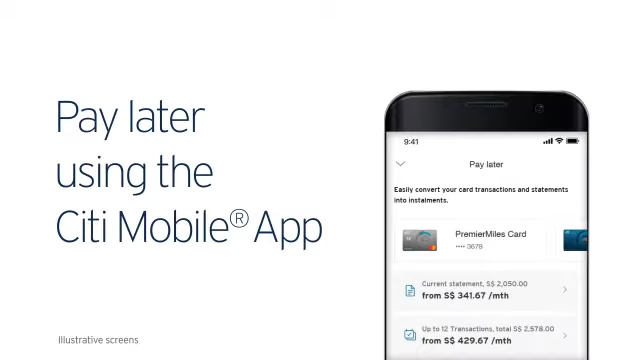 Pay later
using the
Citi Mobile® App
Illustrative screens
9:41
Pay later
Easily convert your card transactions and statements
into instalments.
PremierMiles Card
•••• 3678
Current statement, S$ 2,050.00
from S$ 341.67 /mth
Up to 12 Transactions, total S$ 2,578.00
from S$ 429.67 /mth